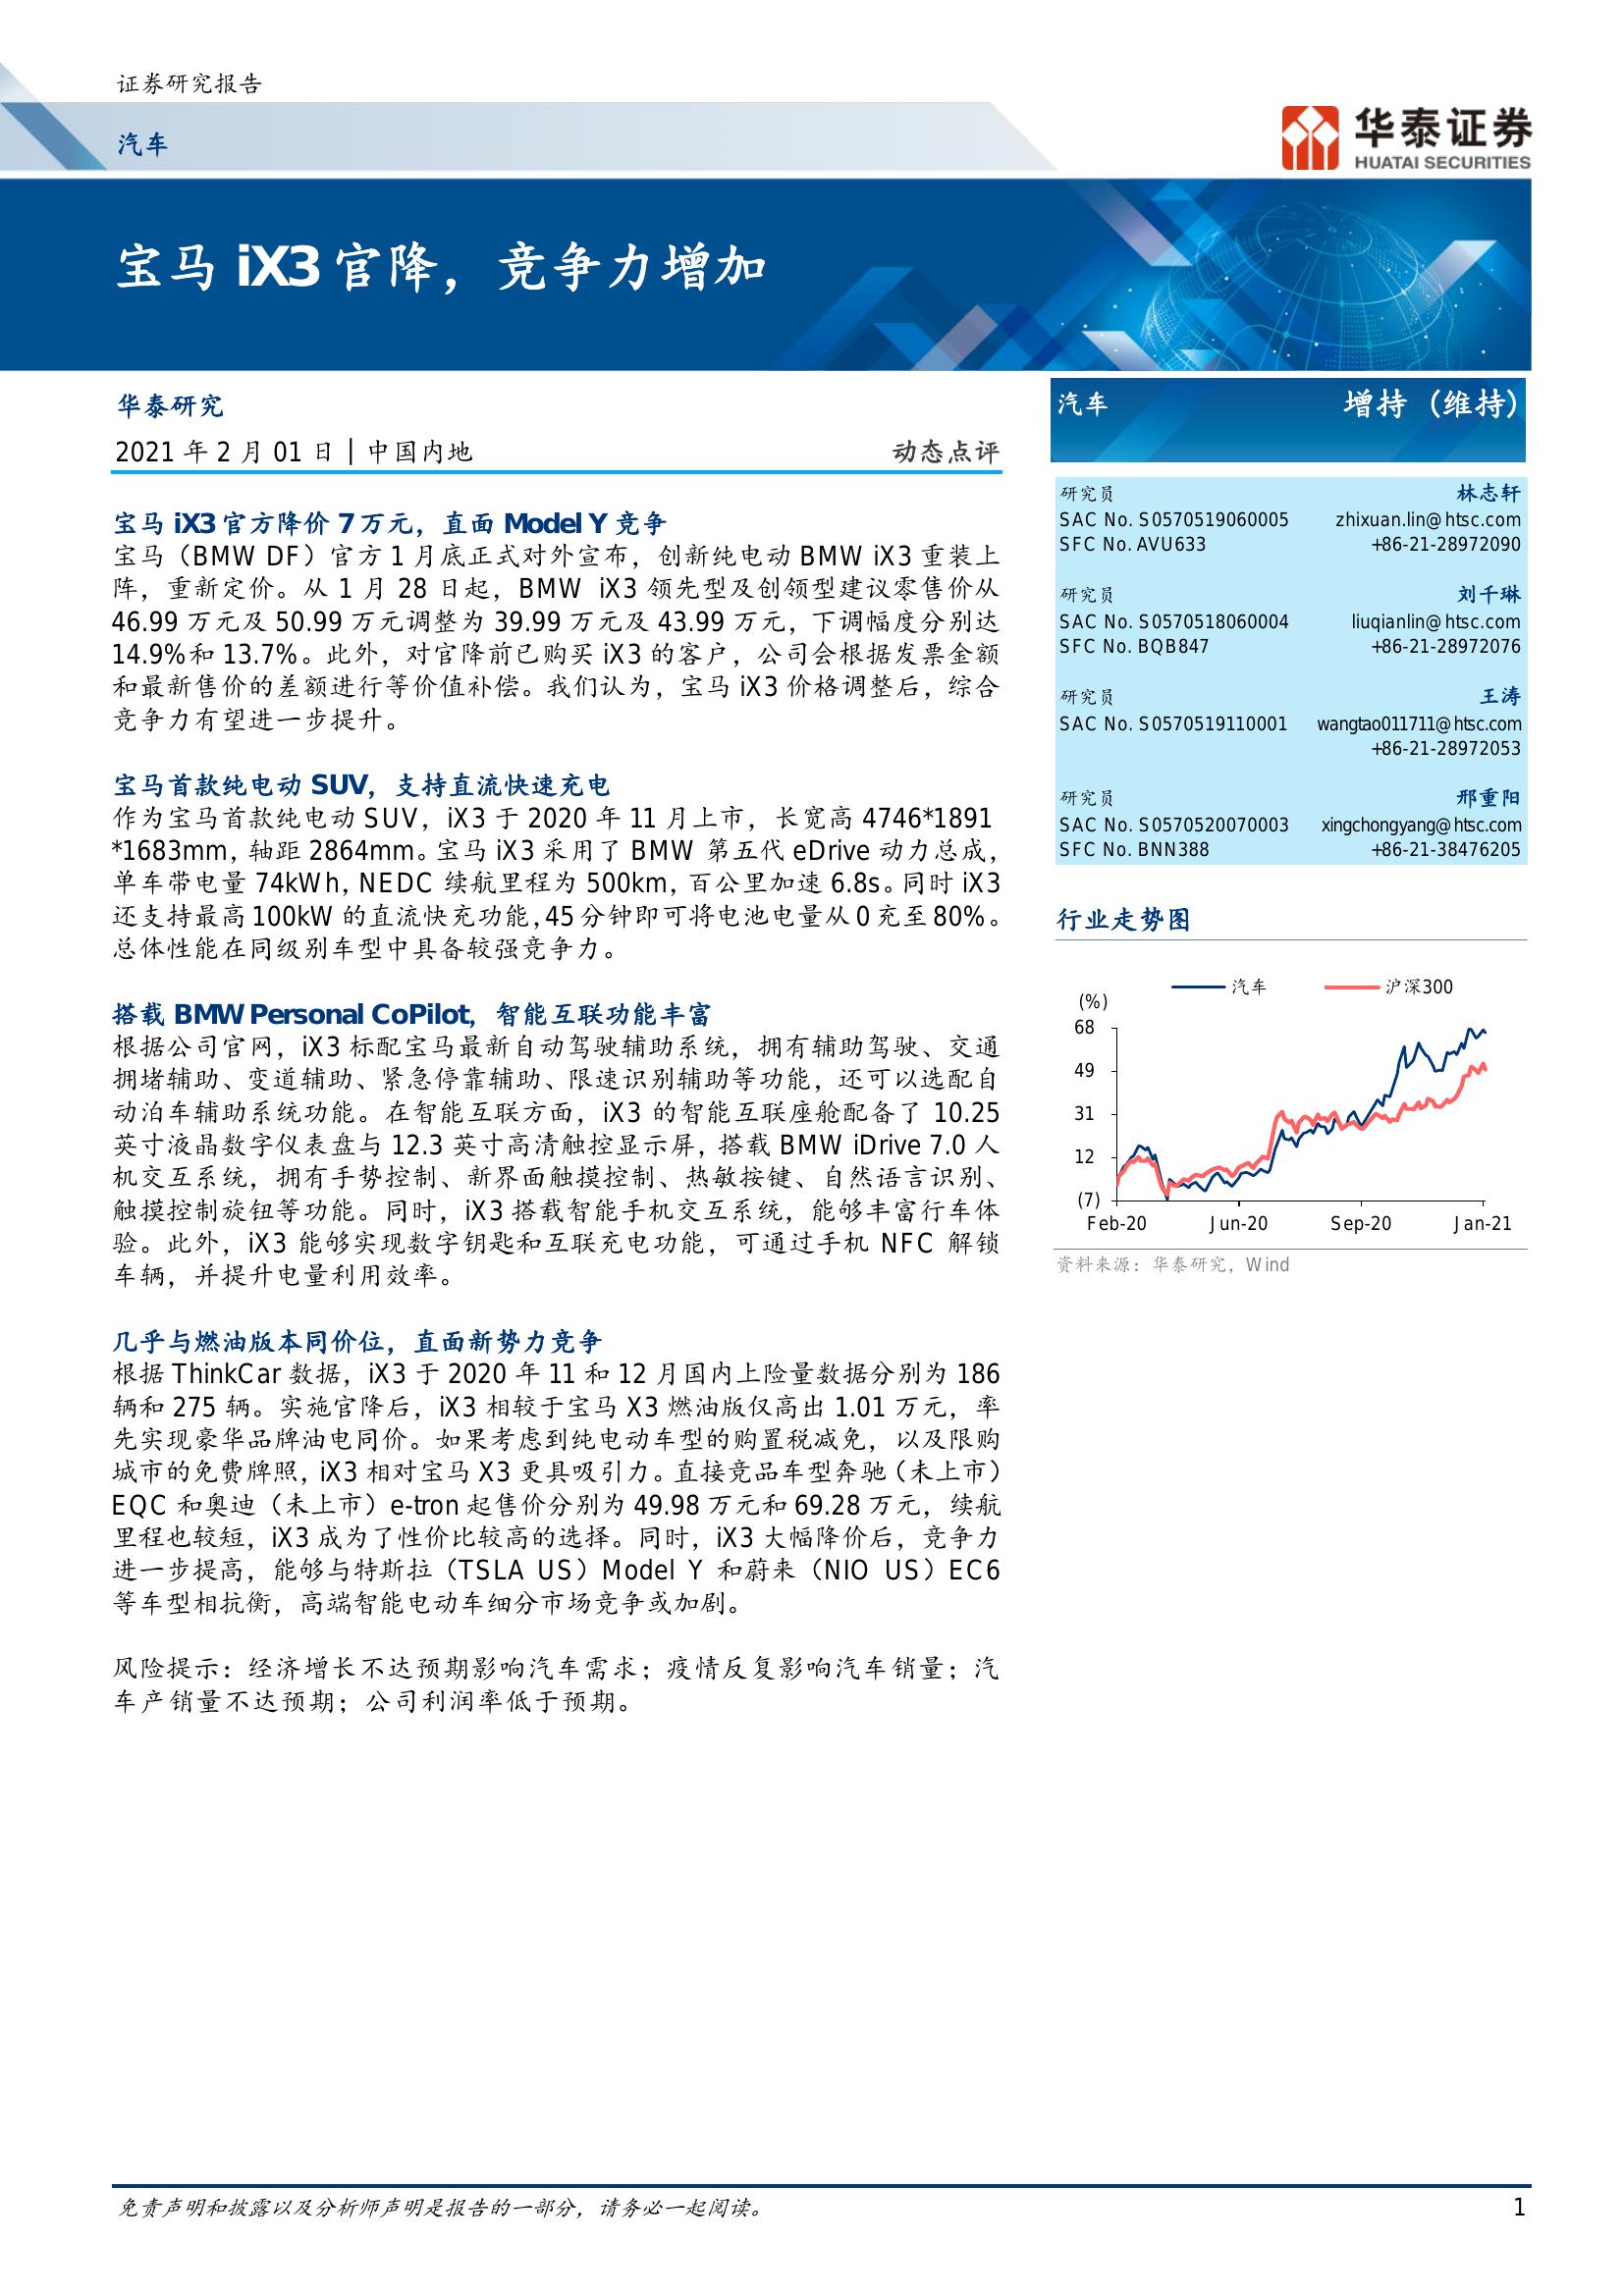 证券研究报告
汽车
华泰证券
HUATAI SECURITIES
宝马 iX3 官降，竞争力增加
华泰研究
2021 年 2 月 01 日│中国内地
动态点评
宝马 iX3 官方降价 7 万元，直面 Model Y 竞争
宝马（BMW DF）官方 1 月底正式对外宣布，创新纯电动 BMW iX3 重装上
阵，重新定价。从 1 月 28 日起，BMW iX3 领先型及创领型建议零售价从
46.99 万元及 50.99 万元调整为 39.99 万元及 43.99 万元，下调幅度分别达
14.9%和 13.7%。此外，对官降前已购买 iX3 的客户，公司会根据发票金额
和最新售价的差额进行等价值补偿。我们认为，宝马 iX3 价格调整后，综合
竞争力有望进一步提升。
宝马首款纯电动 SUV，支持直流快速充电
作为宝马首款纯电动 SUV，iX3 于 2020 年 11 月上市，长宽高 4746*1891
*1683mm，轴距 2864mm。宝马 iX3 采用了 BMW 第五代 eDrive 动力总成，
单车带电量 74kWh，NEDC 续航里程为 500km，百公里加速 6.8s。同时 iX3
还支持最高 100kW 的直流快充功能，45 分钟即可将电池电量从 0 充至 80%。
总体性能在同级别车型中具备较强竞争力。
搭载 BMW Personal CoPilot，智能互联功能丰富
根据公司官网，iX3 标配宝马最新自动驾驶辅助系统，拥有辅助驾驶、交通
拥堵辅助、变道辅助、紧急停靠辅助、限速识别辅助等功能，还可以选配自
动泊车辅助系统功能。在智能互联方面，iX3 的智能互联座舱配备了 10.25
英寸液晶数字仪表盘与 12.3 英寸高清触控显示屏，搭载 BMW iDrive 7.0 人
机交互系统，拥有手势控制、新界面触摸控制、热敏按键、自然语言识别、
触摸控制旋钮等功能。同时，iX3 搭载智能手机交互系统，能够丰富行车体
验。此外，iX3 能够实现数字钥匙和互联充电功能，可通过手机 NFC 解锁
车辆，并提升电量利用效率。
几乎与燃油版本同价位，直面新势力竞争
根据 ThinkCar 数据，iX3 于 2020 年 11 和 12 月国内上险量数据分别为 186
辆和 275 辆。实施官降后，iX3 相较于宝马 X3 燃油版仅高出 1.01 万元，率
先实现豪华品牌油电同价。如果考虑到纯电动车型的购置税减免，以及限购
城市的免费牌照，iX3 相对宝马 X3 更具吸引力。直接竞品车型奔驰（未上市）
EQC 和奥迪（未上市）e-tron 起售价分别为 49.98 万元和 69.28 万元，续航
里程也较短，iX3 成为了性价比较高的选择。同时，iX3 大幅降价后，竞争力
进一步提高，能够与特斯拉（TSLA US）Model Y 和蔚来（NIO US）EC6
等车型相抗衡，高端智能电动车细分市场竞争或加剧。
风险提示：经济增长不达预期影响汽车需求；疫情反复影响汽车销量；汽
车产销量不达预期；公司利润率低于预期。
汽车 增持（维持）
研究员 林志轩
SAC No. S0570519060005 zhixuan.lin@htsc.com
SFC No. AVU633 +86-21-28972090
研究员 刘千琳
SAC No. S0570518060004 liuqianlin@htsc.com
SFC No. BQB847 +86-21-28972076
研究员 王涛
SAC No. S0570519110001 wangtao011711@htsc.com
+86-21-28972053
研究员 邢重阳
SAC No. S0570520070003 xingchongyang@htsc.com
SFC No. BNN388 +86-21-38476205
行业走势图
汽车 沪深300
(%)
68
49
31
12
(7)
Feb-20 Jun-20 Sep-20 Jan-21
资料来源：华泰研究，Wind
免责声明和披露以及分析师声明是报告的一部分，请务必一起阅读。 1